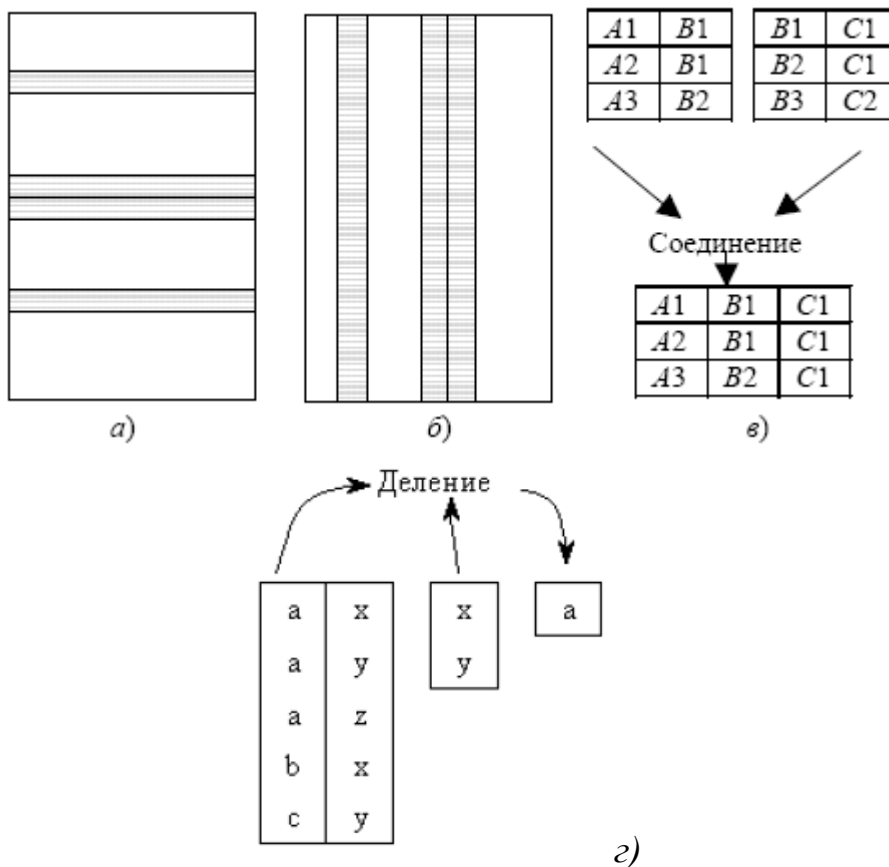 A1 B1 B1 C1
A2 B1 B2 C1
A3 B2 B3 C2
Соединение
A1 B1 C1
A2 B1 C1
A3 B2 C1
а) б) в)
Деление
a x x a
a y y
a z
b x
c y
г)